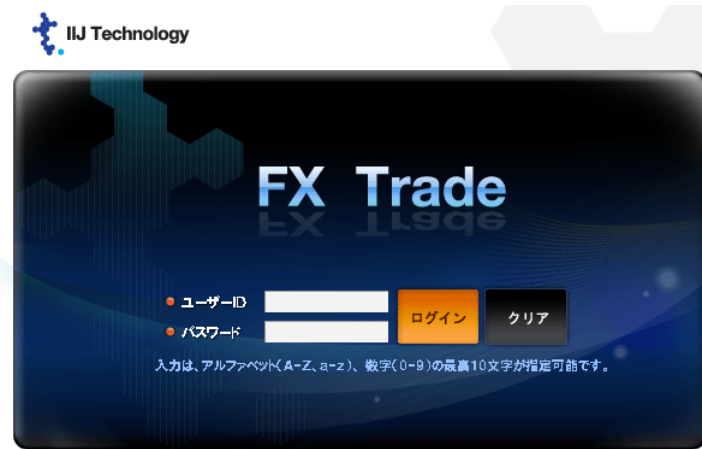 IIJ Technology
FX Trade
ユーザーID
パスワード
ログイン
クリア
入力は、アルファベット(A-Z、a-z)、数字(0-9)の最高10文字が指定可能です。